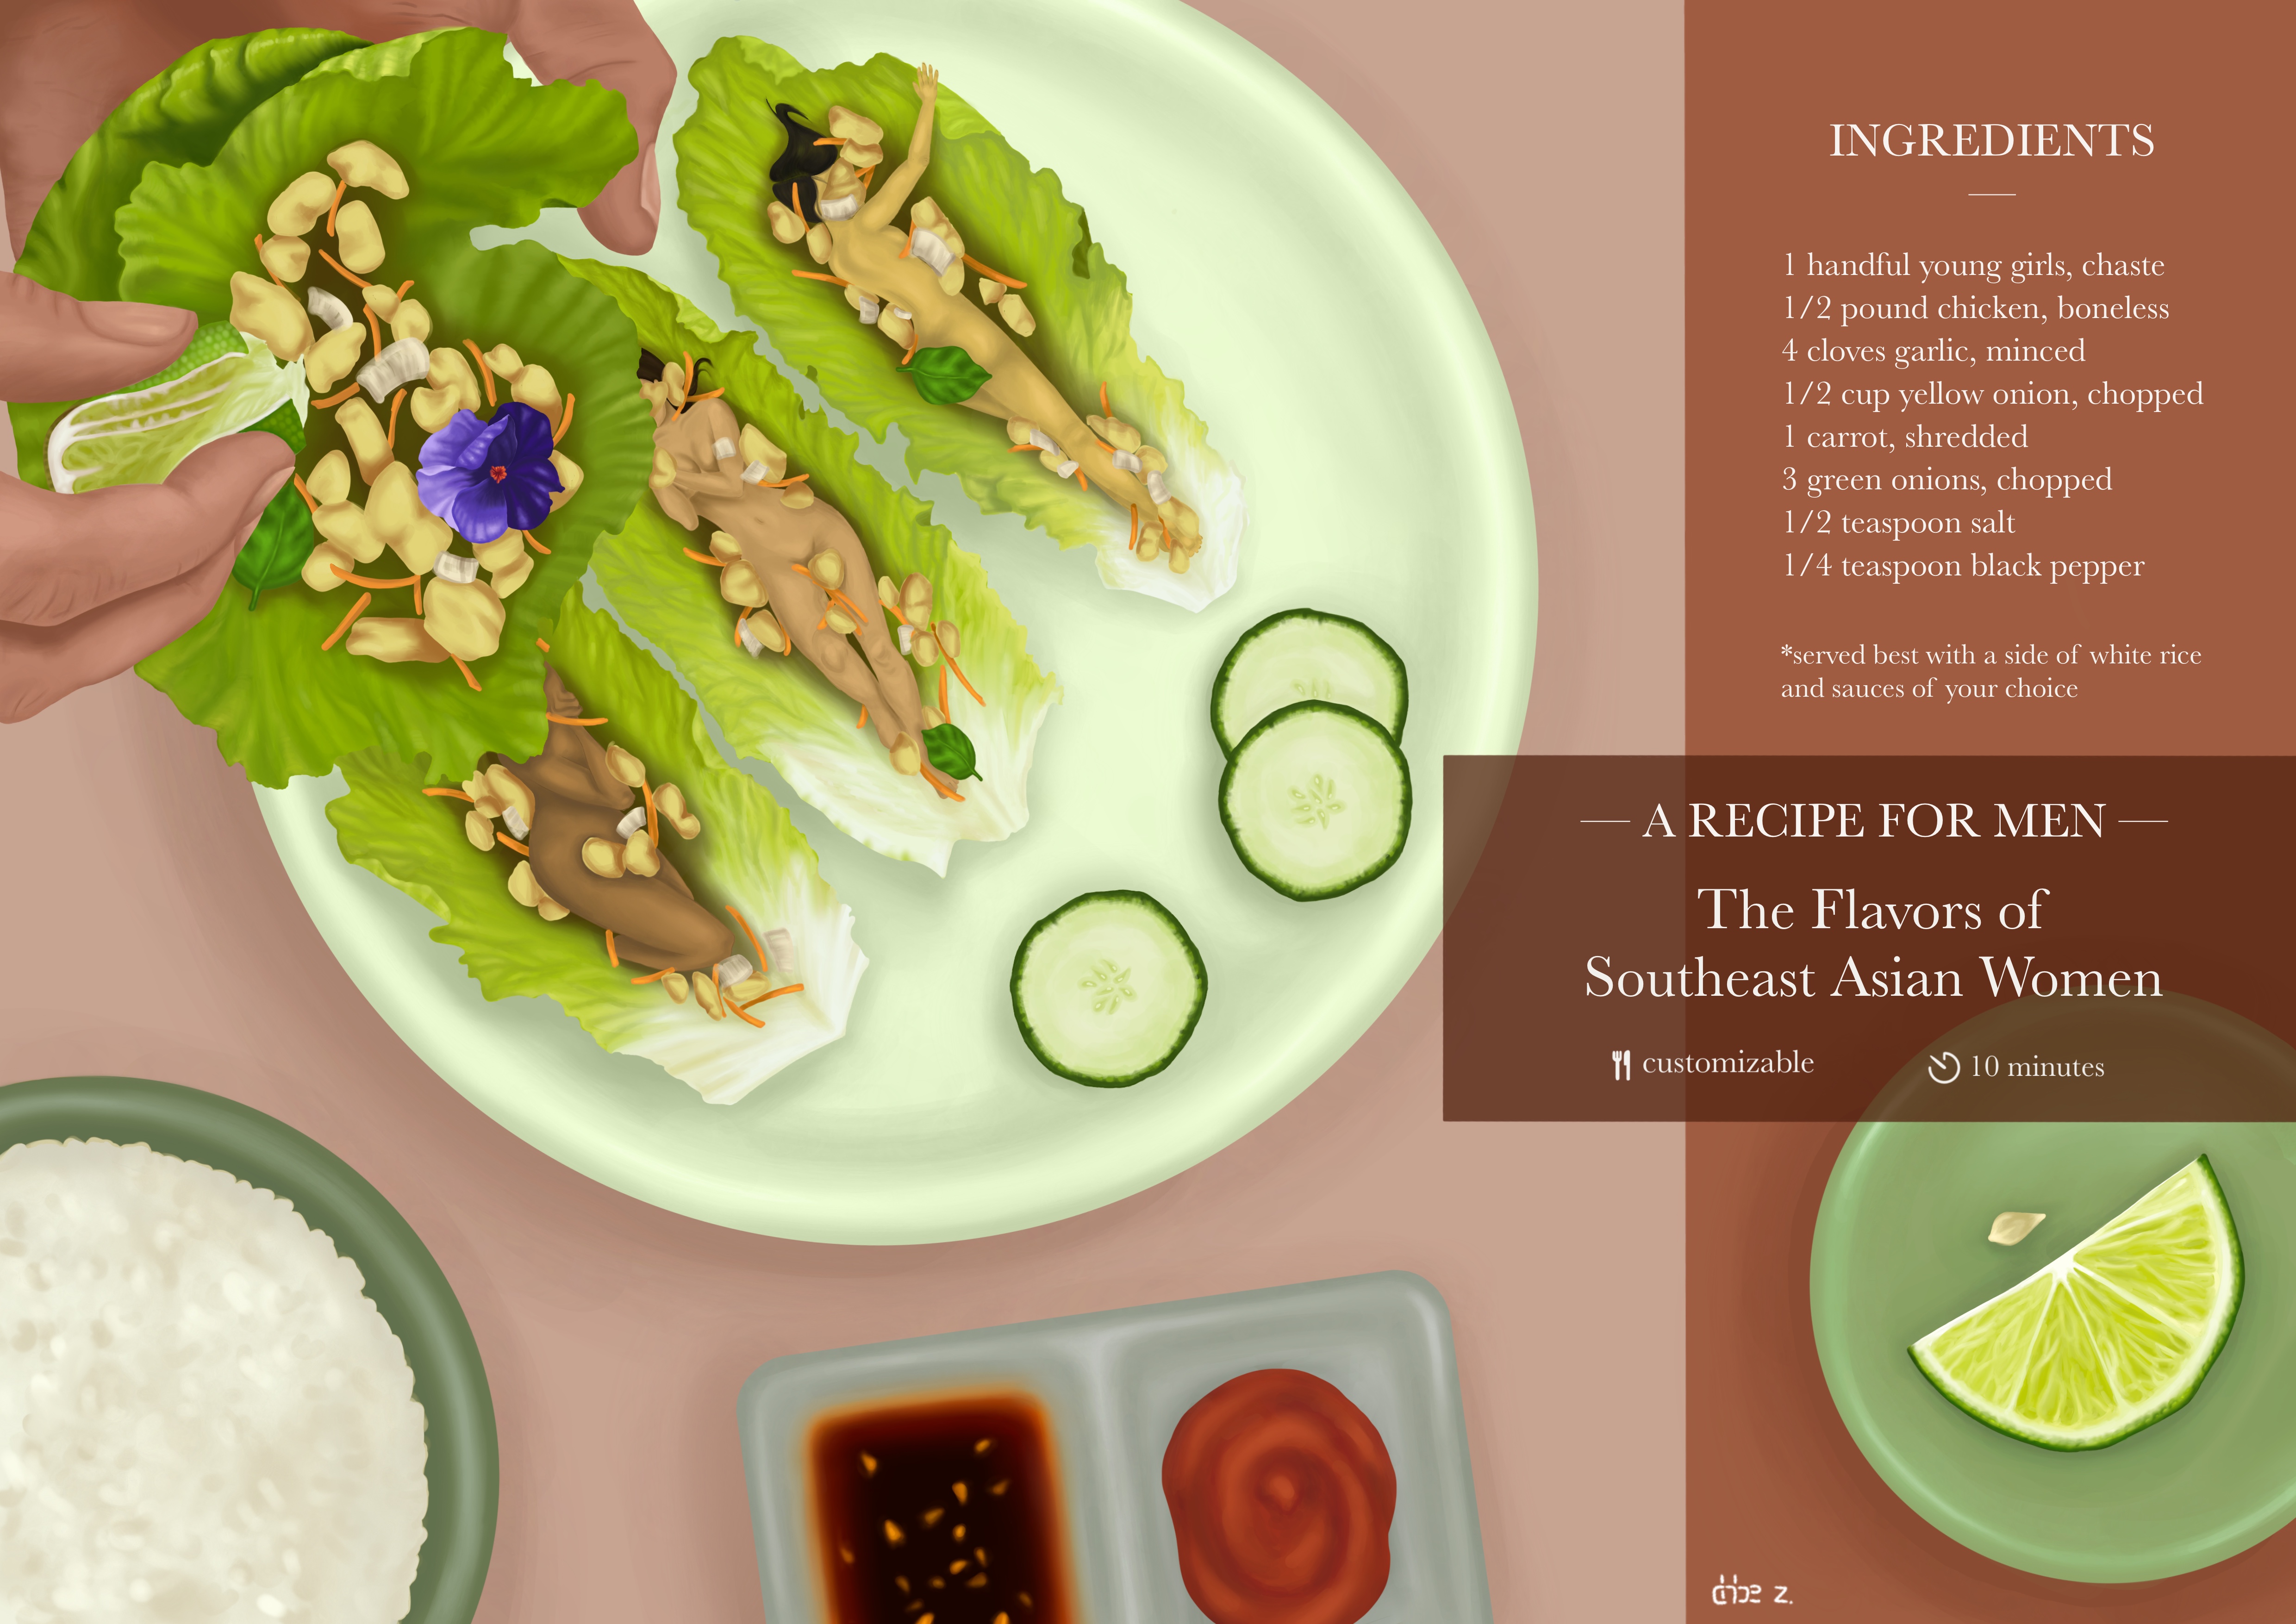 INGREDIENTS
1 handful young girls, chaste
1/2 pound chicken, boneless
4 cloves garlic, minced
1/2 cup yellow onion, chopped
1 carrot, shredded
3 green onions, chopped
1/2 teaspoon salt
1/4 teaspoon black pepper
*served best with a side of white rice
and sauces of your choice
— A RECIPE FOR MEN —
The Flavors of
Southeast Asian Women
customizable
10 minutes
z.